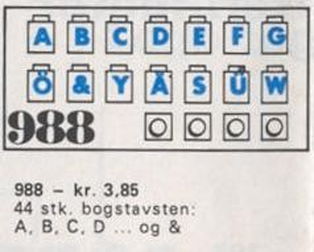 A B C D E F G
Ö & Y Ä S Ü W
988
988 – kr. 3,85
44 stk. bogstavsten:
A, B, C, D ... og &